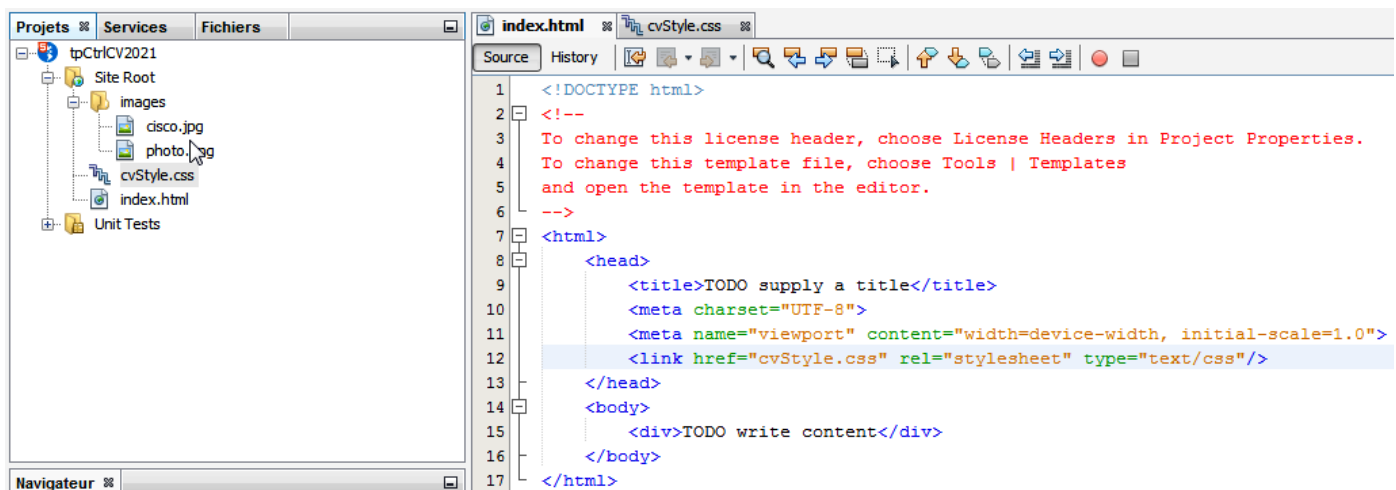 Projets Services Fichiers
tpCtrlCV2021
Site Root
images
cisco.jpg
photo.
cvStyle.css
index.html
Unit Tests
Navigateur
index.html cvStyle.css
Source History
1 <!DOCTYPE html>
2 <!--
3 To change this license header, choose License Headers in Project Properties.
4 To change this template file, choose Tools | Templates
5 and open the template in the editor.
6 -->
7 <html>
8 <head>
9 <title>TODO supply a title</title>
10 <meta charset="UTF-8">
11 <meta name="viewport" content="width=device-width, initial-scale=1.0">
12 <link href="cvStyle.css" rel="stylesheet" type="text/css"/>
13 </head>
14 <body>
15 <div>TODO write content</div>
16 </body>
17 </html>